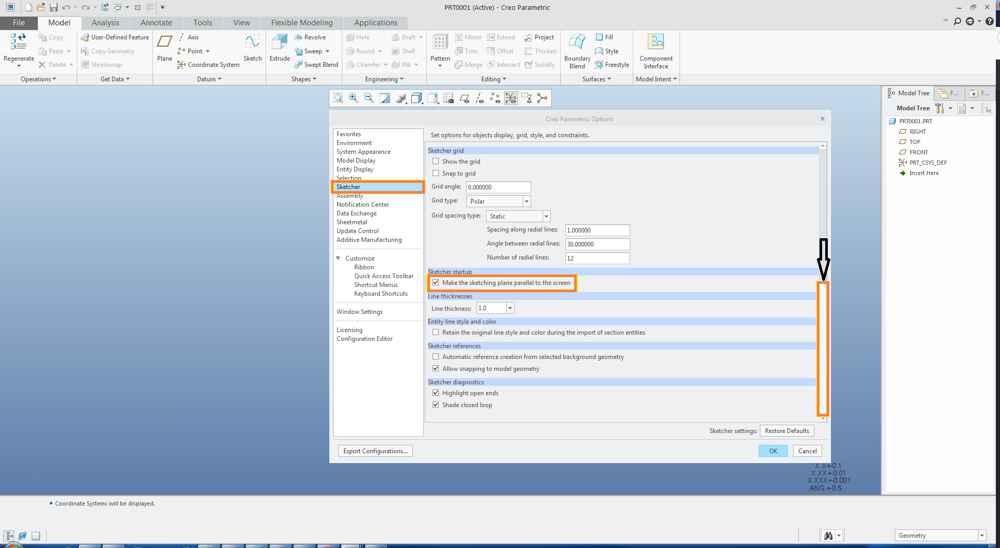 PRT0001 (Active) - Creo Parametric
File Model Analysis Annotate Tools View Flexible Modeling Applications
Regenerate
Copy
Paste
Delete
Operations
User-Defined Feature
Copy Geometry
Shrinkwrap
Get Data
Plane
Axis
Point
Coordinate System
Sketch
Datum
Extrude
Revolve
Sweep
Swept Blend
Shapes
Hole
Round
Chamfer
Draft
Shell
Rib
Engineering
Pattern
Mirror
Trim
Merge
Extend
Offset
Intersect
Project
Thicken
Solidify
Editing
Boundary
Blend
Fill
Style
Freestyle
Surfaces
Component
Interface
Model Intent
Creo Parametric Options
Favorites
Environment
System Appearance
Model Display
Entity Display
Selection
Sketcher
Assembly
Notification Center
Data Exchange
Sheetmetal
Update Control
Additive Manufacturing
Customize
Ribbon
Quick Access Toolbar
Shortcut Menus
Keyboard Shortcuts
Window Settings
Licensing
Configuration Editor
Set options for objects display, grid, style, and constraints.
Sketcher grid
Show the grid
Snap to grid
Grid angle: 0.000000
Grid type: Polar
Grid spacing type: Static
Spacing along radial lines: 1.000000
Angle between radial lines: 30.000000
Number of radial lines: 12
Sketcher startup
Make the sketching plane parallel to the screen
Line thicknesses
Line thickness: 1.0
Entity line style and color
Retain the original line style and color during the import of section entities
Sketcher references
Automatic reference creation from selected background geometry
Allow snapping to model geometry
Sketcher diagnostics
Highlight open ends
Shade closed loop
Sketcher settings: Restore Defaults
Export Configurations... OK Cancel
Model Tree F... F...
Model Tree
PRT0001.PRT
RIGHT
TOP
FRONT
PRT_CSYS_DEF
Insert Here
X.X+-0.1
X.XX+-0.01
X.XXX+-0.001
ANG.+-0.5
Coordinate Systems will be displayed.
Geometry